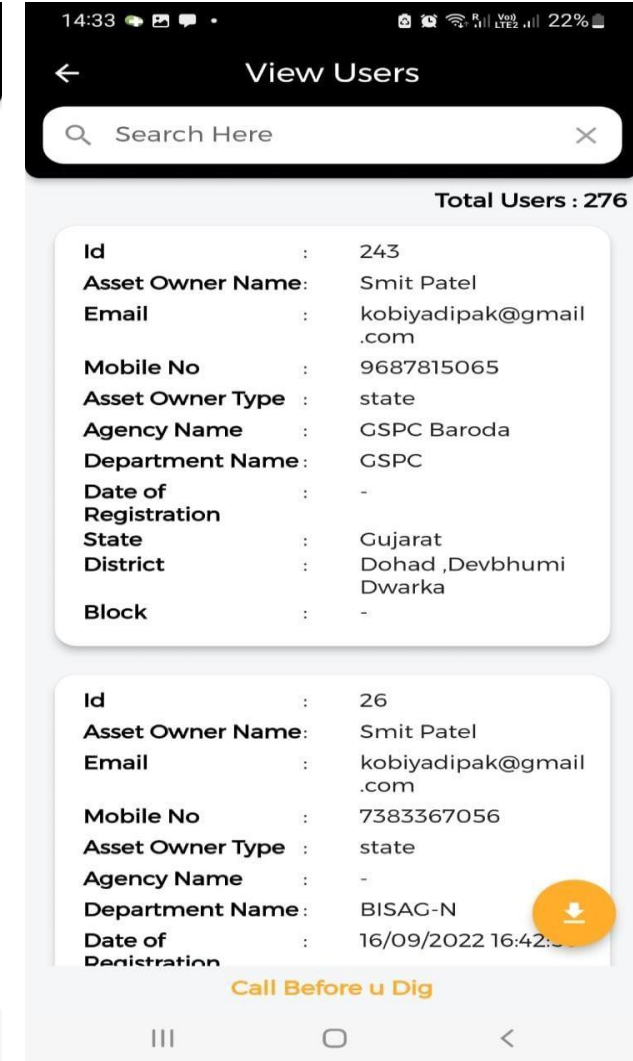 14:33 22%
View Users
Search Here
Total Users : 276
Id : 243
Asset Owner Name : Smit Patel
Email : kobiyadipak@gmail
.com
Mobile No : 9687815065
Asset Owner Type : state
Agency Name : GSPC Baroda
Department Name : GSPC
Date of : -
Registration
State : Gujarat
District : Dohad ,Devbhumi
Dwarka
Block : -
Id : 26
Asset Owner Name : Smit Patel
Email : kobiyadipak@gmail
.com
Mobile No : 7383367056
Asset Owner Type : state
Agency Name : -
Department Name : BISAG-N
Date of : 16/09/2022 16:42:
Registration
Call Before u Dig